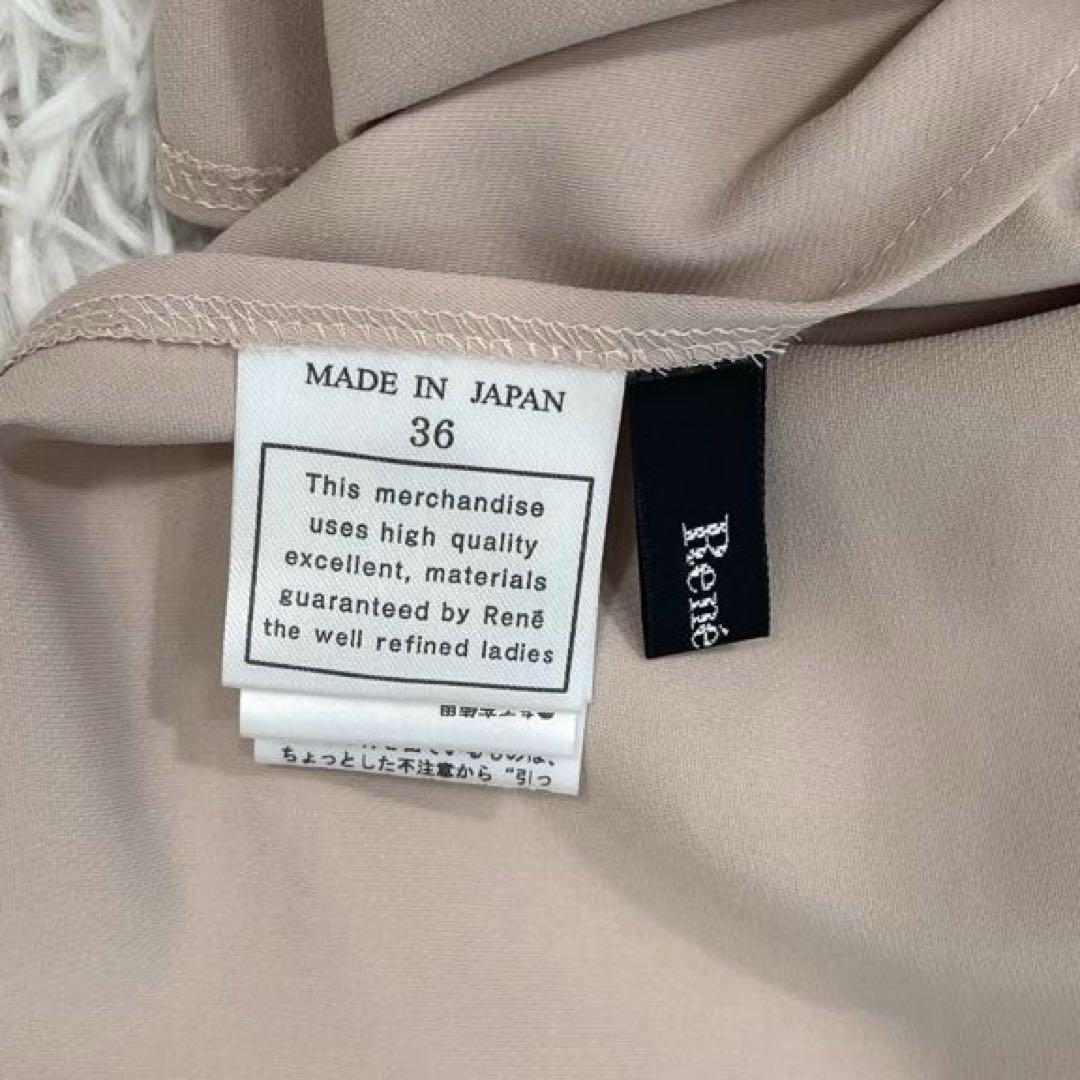 MADE IN JAPAN
36
This merchandise
uses high quality
excellent, materials
guaranteed by René
the well refined ladies
René
ちょっとした不注意から“引っ